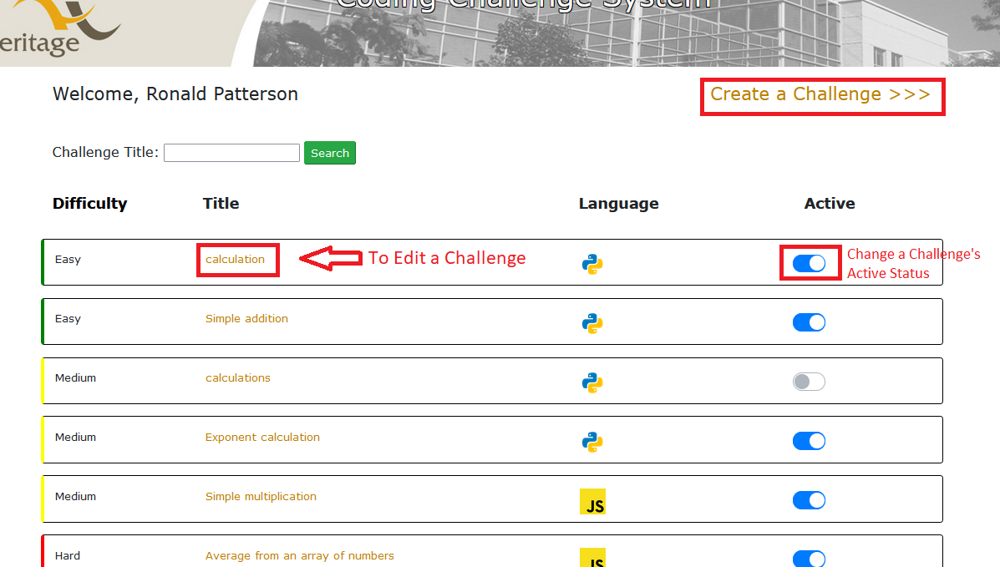 Coding Challenge System
eritage
Welcome, Ronald Patterson
Create a Challenge >>>
Challenge Title:
Search
Difficulty Title Language Active
Easy calculation To Edit a Challenge Change a Challenge's
Active Status
Easy Simple addition
Medium calculations
Medium Exponent calculation
Medium Simple multiplication JS
Hard Average from an array of numbers JS